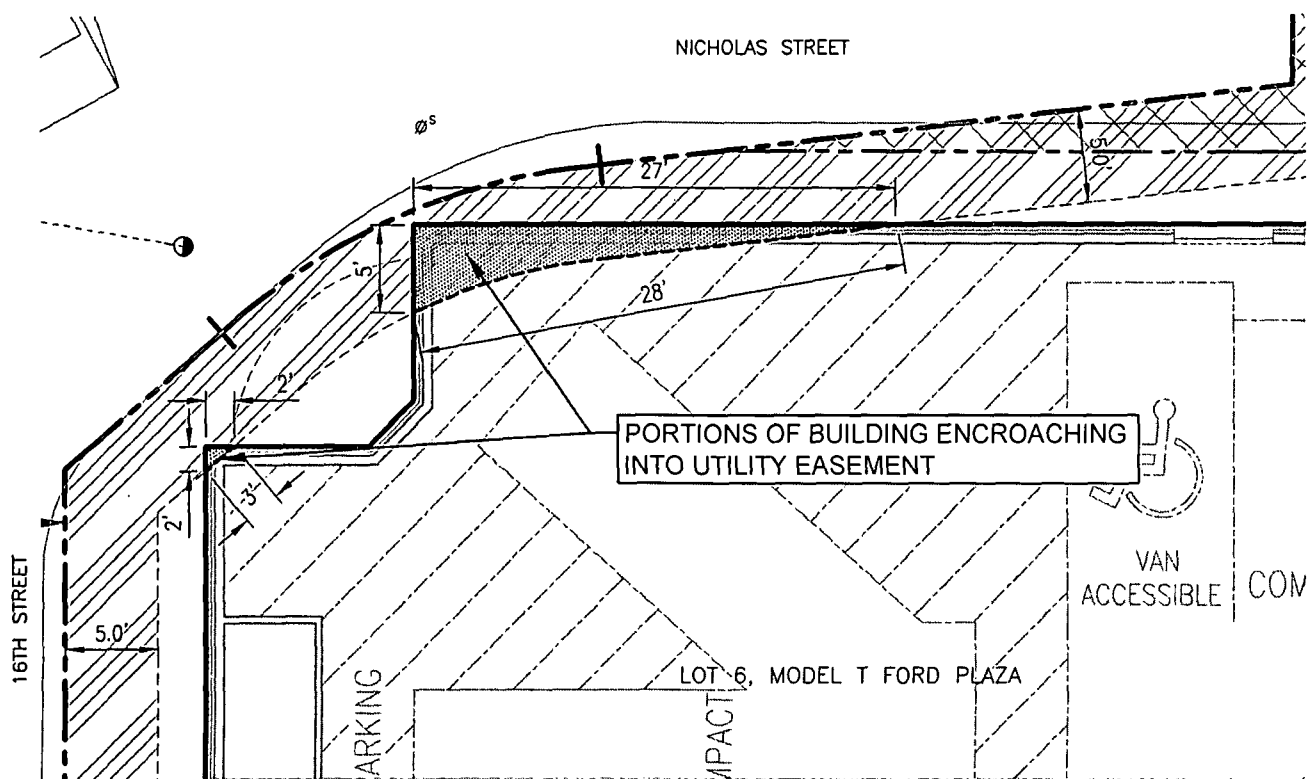 NICHOLAS STREET
øs
27'
5.0'
5'
28'
2'
PORTIONS OF BUILDING ENCROACHING
INTO UTILITY EASEMENT
3'
2'
VAN
ACCESSIBLE
COM
16TH STREET
5.0'
LOT 6, MODEL T FORD PLAZA
ARKING
MPACT